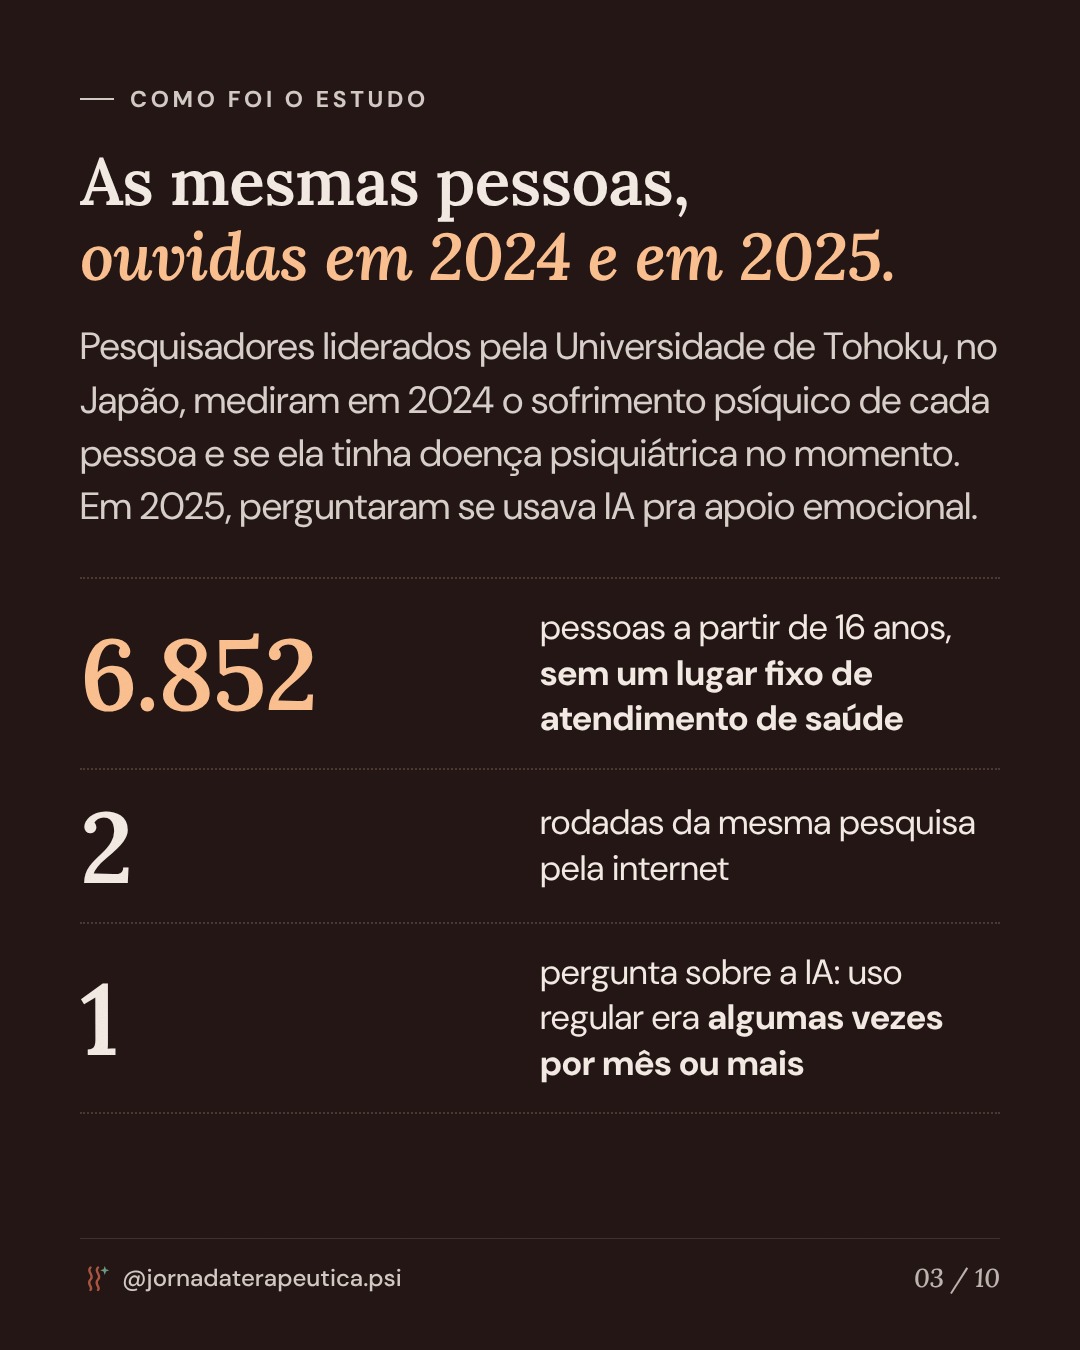 COMO FOI O ESTUDO
As mesmas pessoas,
ouvidas em 2024 e em 2025.
Pesquisadores liderados pela Universidade de Tohoku, no
Japão, mediram em 2024 o sofrimento psíquico de cada
pessoa e se ela tinha doença psiquiátrica no momento.
Em 2025, perguntaram se usava IA pra apoio emocional.
6.852
pessoas a partir de 16 anos,
sem um lugar fixo de
atendimento de saúde
2
rodadas da mesma pesquisa
pela internet
1
pergunta sobre a IA: uso
regular era algumas vezes
por mês ou mais
@jornadaterapeutica.psi
03 / 10